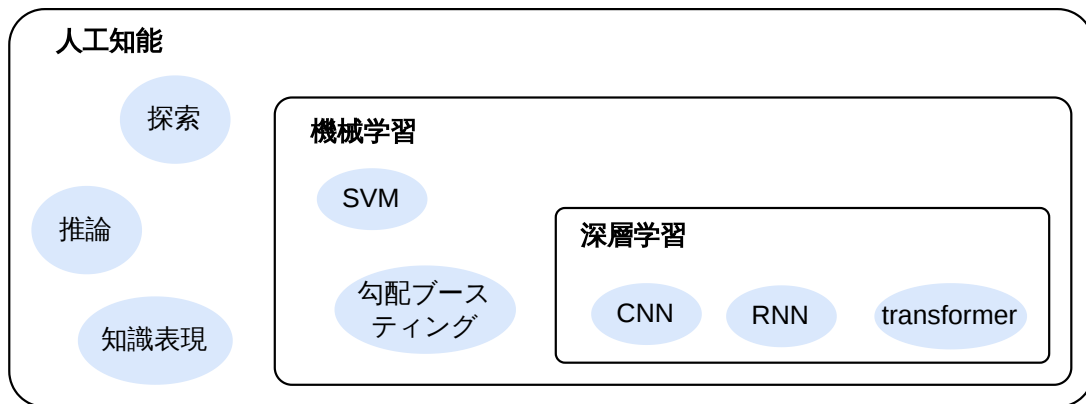 人工知能
探索
推論
知識表現
機械学習
SVM
勾配ブース
ティング
深層学習
CNN
RNN
transformer